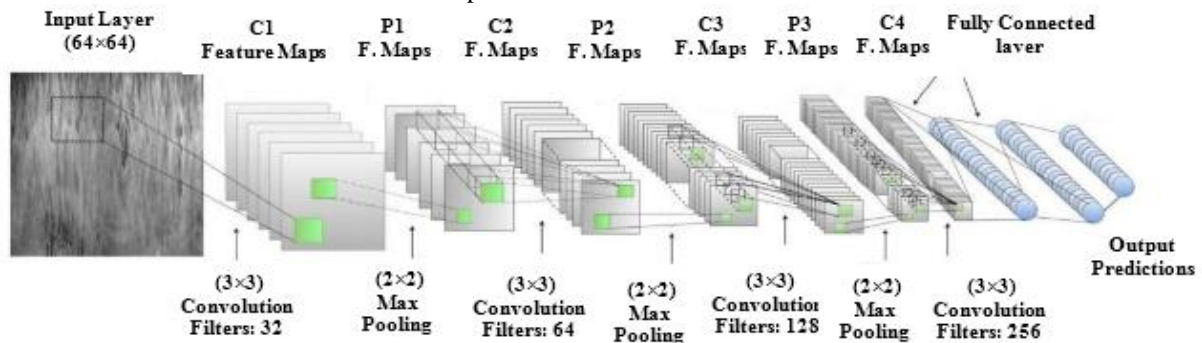 Input Layer
(64×64)
C1
Feature Maps
P1
F. Maps
C2
F. Maps
P2
F. Maps
C3
F. Maps
P3
F. Maps
C4
F. Maps
Fully Connected
layer
(3×3)
Convolution
Filters: 32
(2×2)
Max
Pooling
(3×3)
Convolution
Filters: 64
(2×2)
Max
Pooling
(3×3)
Convolution
Filters: 128
(2×2)
Max
Pooling
(3×3)
Convolution
Filters: 256
Output
Predictions